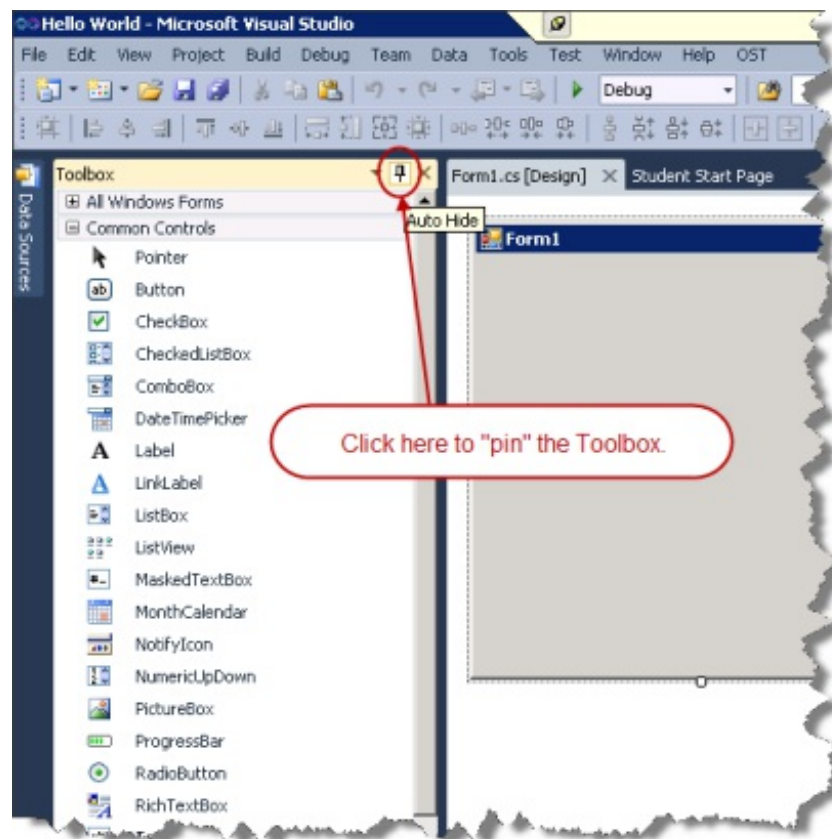 Hello World - Microsoft Visual Studio
File Edit View Project Build Debug Team Data Tools Test Window Help OST
Debug
Data Sources
Toolbox
Form1.cs [Design] Student Start Page
All Windows Forms
Auto Hide
Common Controls
Form1
Pointer
ab Button
CheckBox
CheckedListBox
ComboBox
DateTimePicker
Click here to "pin" the Toolbox.
A Label
A LinkLabel
ListBox
ListView
MaskedTextBox
MonthCalendar
NotifyIcon
NumericUpDown
PictureBox
ProgressBar
RadioButton
RichTextBox